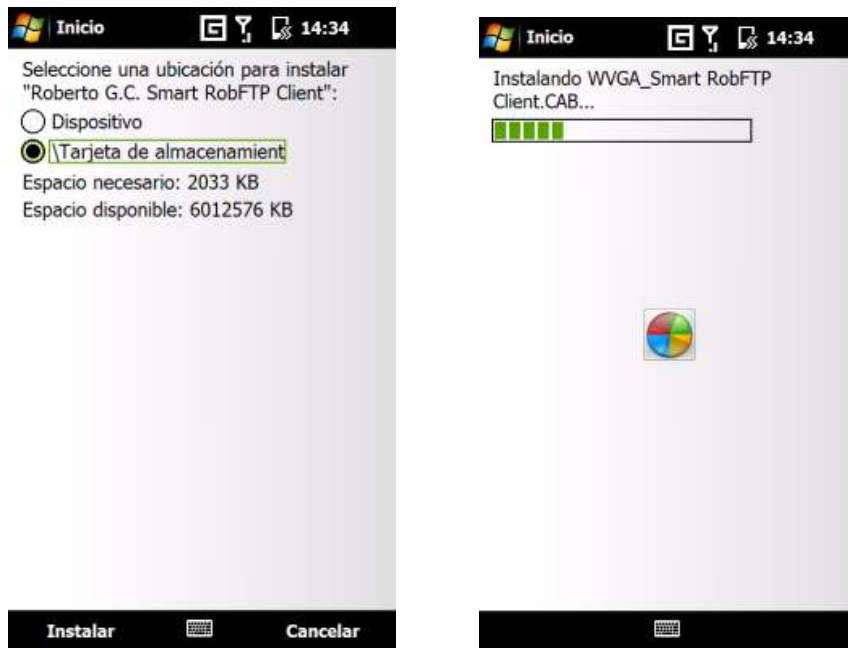 Inicio
14:34
Seleccione una ubicación para instalar
"Roberto G.C. Smart RobFTP Client":
Dispositivo
\Tarjeta de almacenamient
Espacio necesario: 2033 KB
Espacio disponible: 6012576 KB
Instalar
Cancelar
Inicio
14:34
Instalando WVGA_Smart RobFTP
Client.CAB...